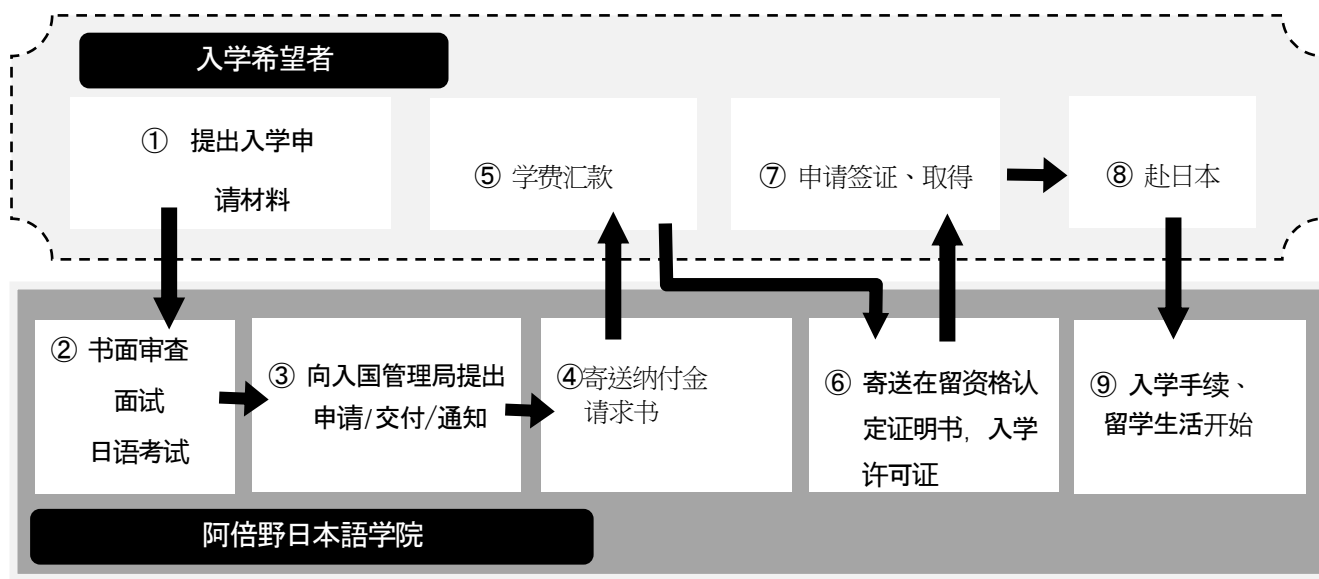 入学希望者
① 提出入学申
请材料
⑤ 学费汇款
⑦ 申请签证、取得
⑧ 赴日本
② 书面审查
面试
日语考试
③ 向入国管理局提出
申请/交付/通知
④寄送纳付金
请求书
⑥ 寄送在留资格认
定证明书，入学
许可证
⑨ 入学手续、
留学生活开始
阿倍野日本語学院